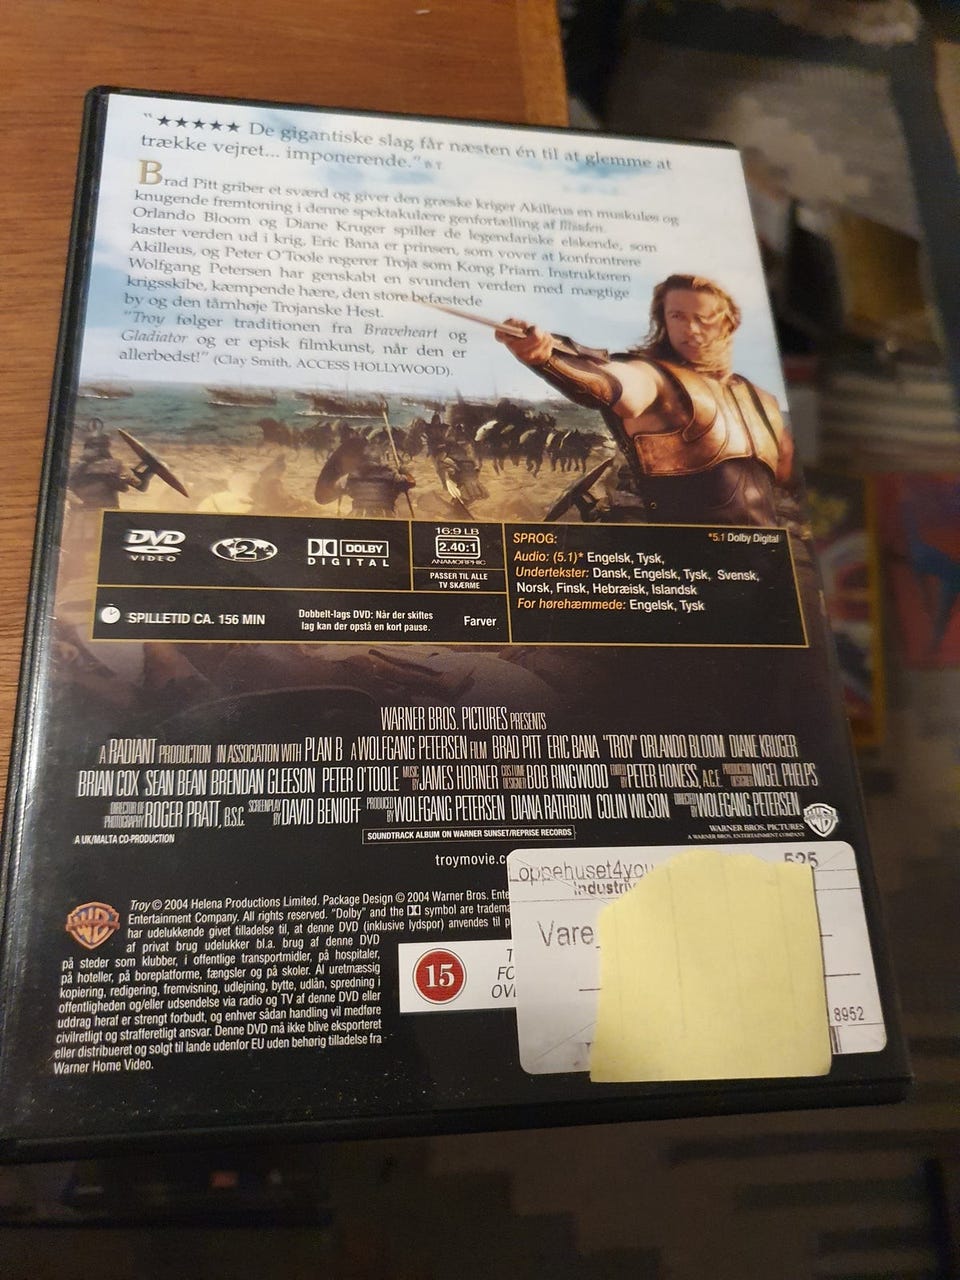 "★★★★★ De gigantiske slag får næsten én til at glemme at
trække vejret... imponerende." B.T
Brad Pitt griber et sværd og giver den græske kriger Akilleus en muskuløs og
knugende fremtoning i denne spektakulære genfortælling af Illiaden.
Orlando Bloom og Diane Kruger spiller de legendariske elskende, som
kaster verden ud i krig, Eric Bana er prinsen, som vover at konfrontrere
Akilleus, og Peter O'Toole regerer Troja som Kong Priam. Instruktøren
Wolfgang Petersen har genskabt en svunden verden med mægtige
krigsskibe, kæmpende hære, den store befæstede
by og den tårnhøje Trojanske Hest.
"Troy følger traditionen fra Braveheart og
Gladiator og er episk filmkunst, når den er
allerbedst!" (Clay Smith, ACCESS HOLLYWOOD).
DVD
VIDEO
2
DOLBY
DIGITAL
16:9 LB
2.40:1
ANAMORPHIC
PASSER TIL ALLE
TV SKÆRME
SPILLETID CA. 156 MIN
Dobbelt-lags DVD: Når der skiftes
lag kan der opstå en kort pause.
Farver
SPROG:
*5.1 Dolby Digital
Audio: (5.1)* Engelsk, Tysk,
Undertekster: Dansk, Engelsk, Tysk, Svensk,
Norsk, Finsk, Hebræisk, Islandsk
For hørehæmmede: Engelsk, Tysk
WARNER BROS. PICTURES PRESENTS
A RADIANT PRODUCTION IN ASSOCIATION WITH PLAN B A WOLFGANG PETERSEN FILM BRAD PITT ERIC BANA "TROY" ORLANDO BLOOM DIANE KRUGER
BRIAN COX SEAN BEAN BRENDAN GLEESON PETER O'TOOLE MUSIC BY JAMES HORNER COSTUME DESIGNER BOB RINGWOOD EDITED BY PETER HONESS, A.C.E. PRODUCTION DESIGNER NIGEL PHELPS
DIRECTOR OF PHOTOGRAPHY ROGER PRATT, B.S.C. SCREENPLAY BY DAVID BENIOFF PRODUCED BY WOLFGANG PETERSEN DIANA RATHBUN COLIN WILSON DIRECTED BY WOLFGANG PETERSEN
A UK/MALTA CO-PRODUCTION
SOUNDTRACK ALBUM ON WARNER SUNSET/REPRISE RECORDS
WARNER BROS. PICTURES
A WARNER BROS. ENTERTAINMENT COMPANY
troymovie.c
Troy © 2004 Helena Productions Limited. Package Design © 2004 Warner Bros. Ente
Entertainment Company. All rights reserved. "Dolby" and the symbol are tradema
har udelukkende givet tilladelse til, at denne DVD (inklusive lydspor) anvendes til p
af privat brug udelukker bl.a. brug af denne DVD
på steder som klubber, i offentlige transportmidler, på hospitaler,
på hoteller, på boreplatforme, fængsler og på skoler. Al uretmæssig
kopiering, redigering, fremvisning, udlejning, bytte, udlån, spredning i
offentligheden og/eller udsendelse via radio og TV af denne DVD eller
uddrag heraf er strengt forbudt, og enhver sådan handling vil medføre
civilretligt og strafferetligt ansvar. Denne DVD må ikke blive eksporteret
eller distribueret og solgt til lande udenfor EU uden behørig tilladelse fra
Warner Home Video.
15
T
FO
OV
Loppehuset4you
Industriv
525
Vare
8952